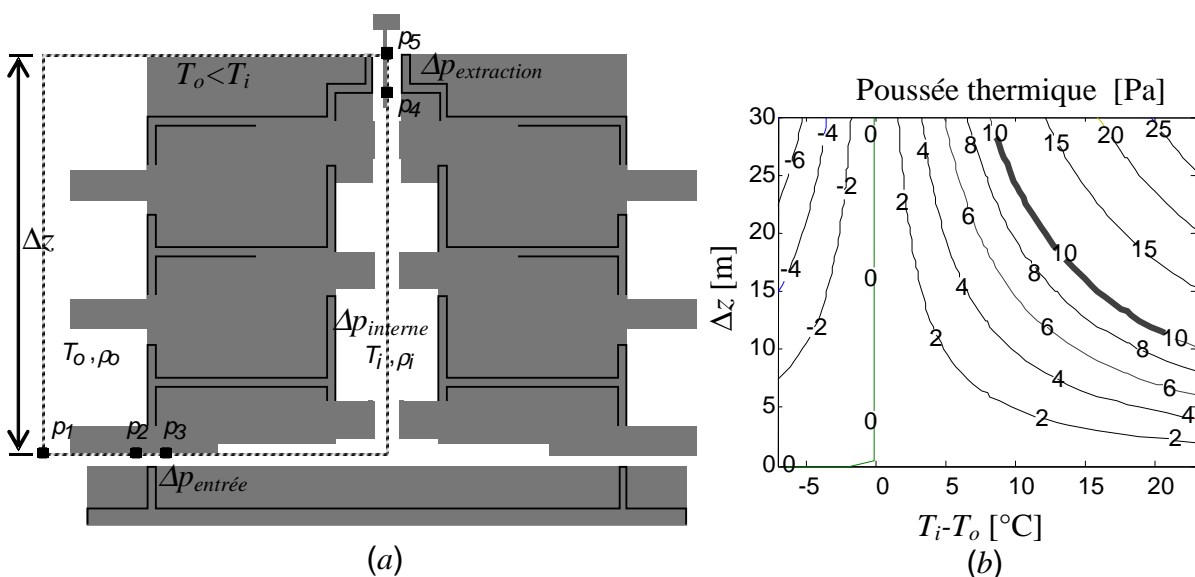 p5
To<Ti
Δpextraction
p4
Δz
Δpinterne
To, ρo
Ti, ρi
p1
p2
p3
Δpentrée
(a)
Poussée thermique [Pa]
30
25
20
15
10
5
0
-6
-4
-2
0
2
4
6
8
10
15
20
25
-4
-2
0
2
4
6
8
10
15
0
2
4
6
8
10
2
4
6
0
-5
0
5
10
15
20
Δz [m]
Ti-To [°C]
(b)